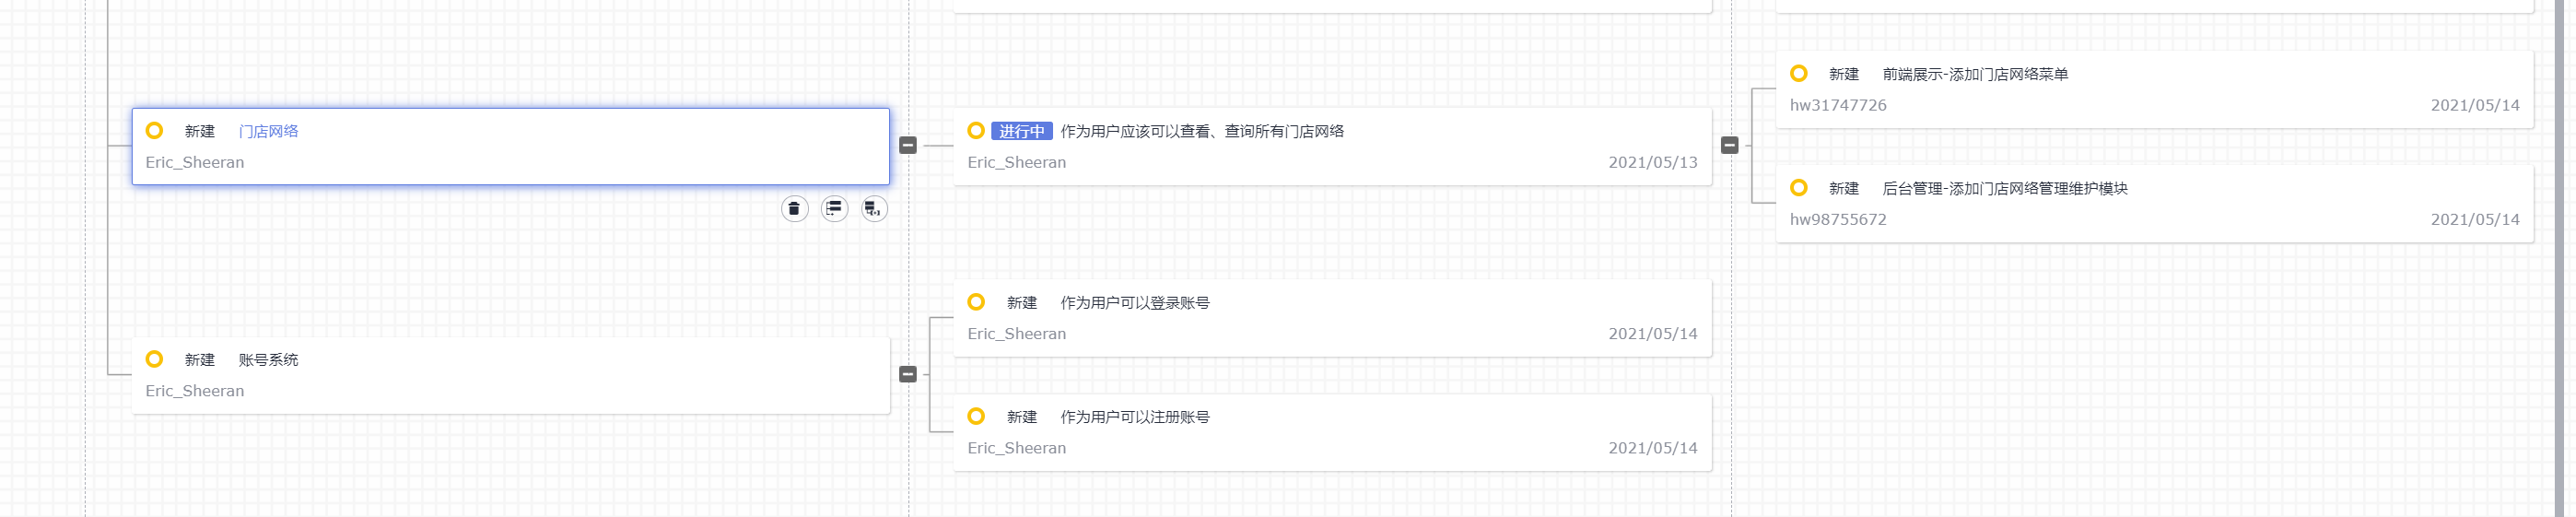 新建 门店网络
Eric_Sheeran
新建 账号系统
Eric_Sheeran
进行中 作为用户应该可以查看、查询所有门店网络
Eric_Sheeran 2021/05/13
新建 作为用户可以登录账号
Eric_Sheeran 2021/05/14
新建 作为用户可以注册账号
Eric_Sheeran 2021/05/14
新建 前端展示-添加门店网络菜单
hw31747726 2021/05/14
新建 后台管理-添加门店网络管理维护模块
hw98755672 2021/05/14